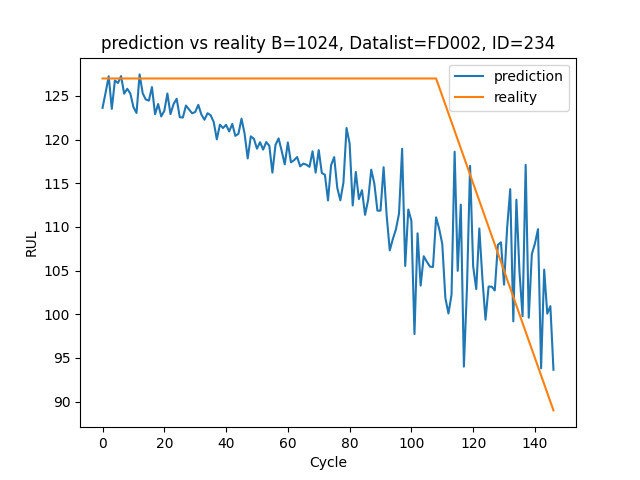 prediction vs reality B=1024, Datalist=FD002, ID=234
prediction
reality
125
120
115
110
105
100
95
90
RUL
0 20 40 60 80 100 120 140
Cycle